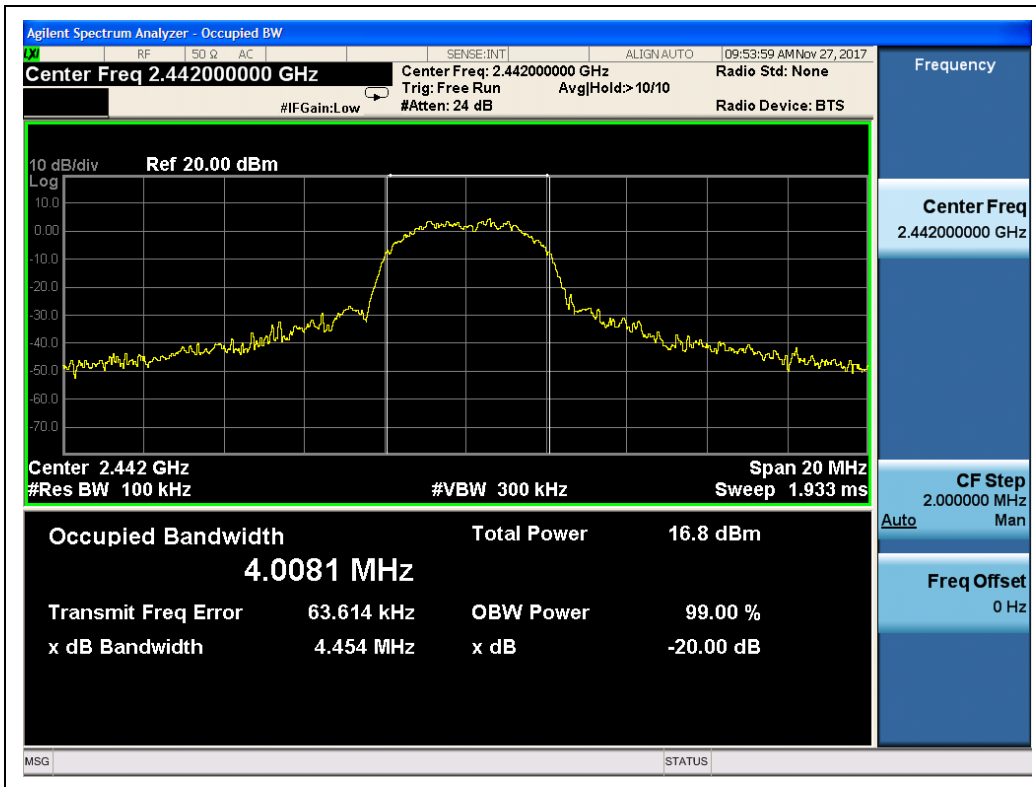 Agilent Spectrum Analyzer - Occupied BW
LXI RF 50 Ω AC SENSE:INT ALIGN AUTO 09:53:59 AM Nov 27, 2017
Center Freq 2.442000000 GHz
#IFGain:Low
Center Freq: 2.442000000 GHz
Trig: Free Run Avg|Hold:> 10/10
#Atten: 24 dB
Radio Std: None
Radio Device: BTS
10 dB/div Ref 20.00 dBm
Log
10.0
0.00
-10.0
-20.0
-30.0
-40.0
-50.0
-60.0
-70.0
Center 2.442 GHz Span 20 MHz
#Res BW 100 kHz #VBW 300 kHz Sweep 1.933 ms
Occupied Bandwidth Total Power 16.8 dBm
4.0081 MHz
Transmit Freq Error 63.614 kHz OBW Power 99.00 %
x dB Bandwidth 4.454 MHz x dB -20.00 dB
Frequency
Center Freq
2.442000000 GHz
CF Step
2.000000 MHz
Auto Man
Freq Offset
0 Hz
MSG STATUS